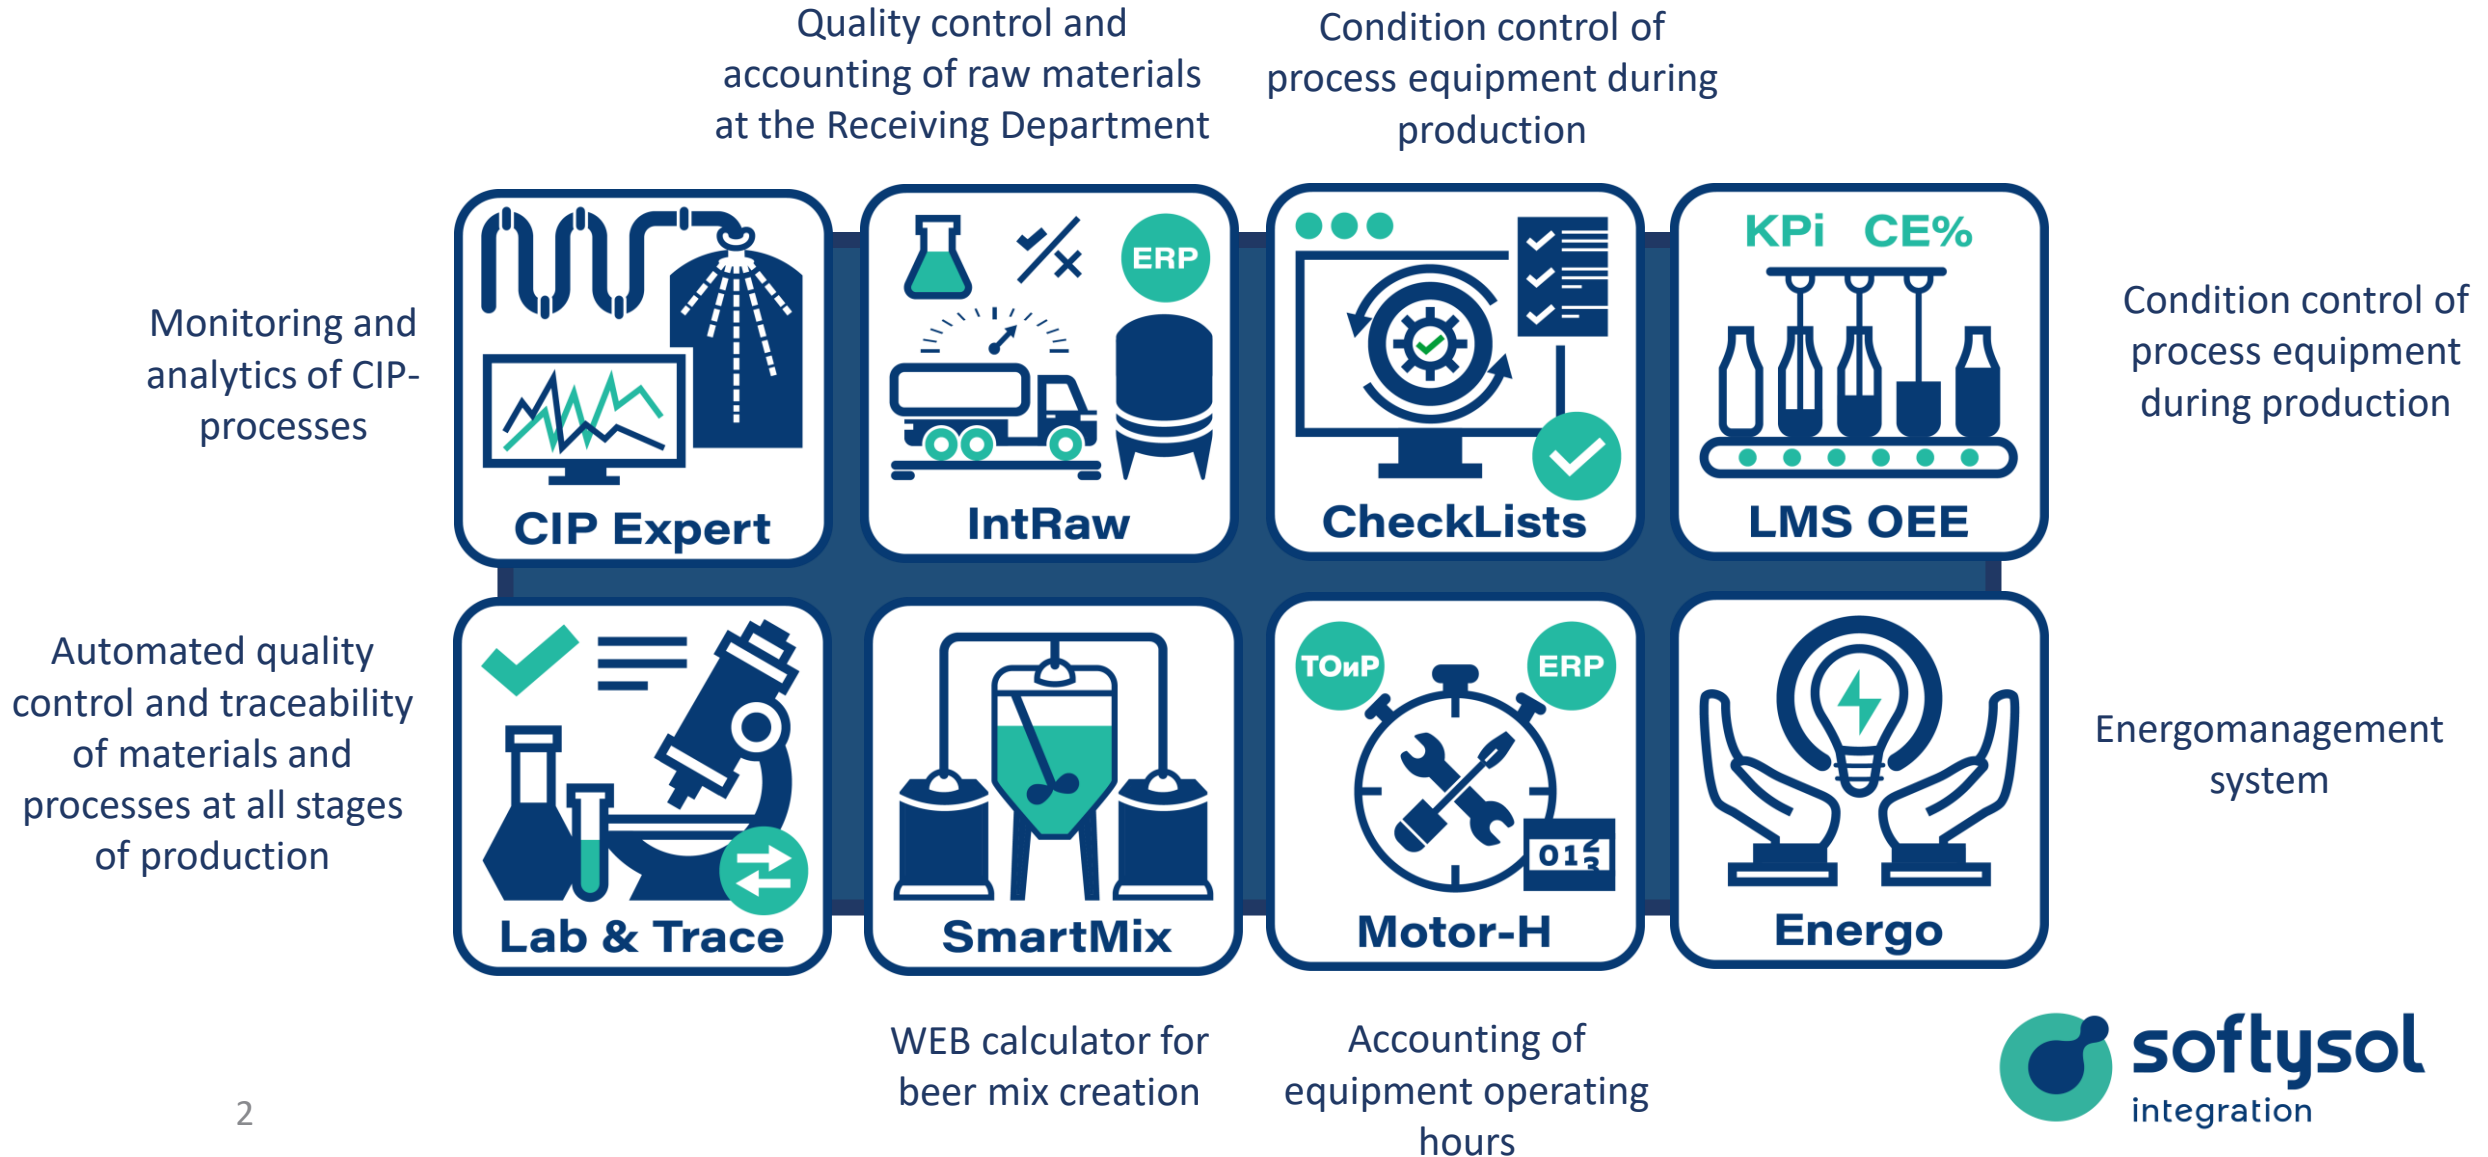 Quality control and
accounting of raw materials
at the Receiving Department
Condition control of
process equipment during
production
Monitoring and
analytics of CIP-
processes
CIP Expert
ERP
IntRaw
CheckLists
KPi CE%
LMS OEE
Condition control of
process equipment
during production
Automated quality
control and traceability
of materials and
processes at all stages
of production
Lab & Trace
SmartMix
ТОиР
ERP
012
3
Motor-H
Energo
Energomanagement
system
WEB calculator for
beer mix creation
Accounting of
equipment operating
hours
softysol
integration
2